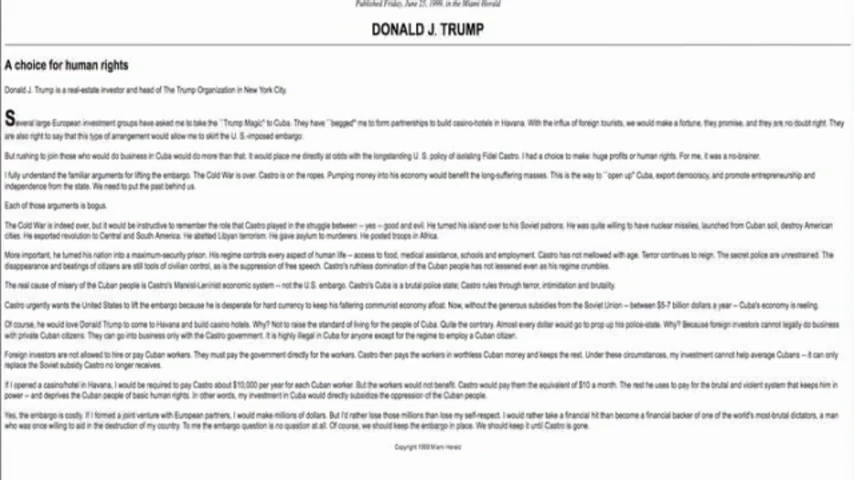 Published Friday, June 25, 1999, in the Miami Herald
DONALD J. TRUMP
A choice for human rights
Donald J. Trump is a real-estate investor and head of The Trump Organization in New York City.
Several large European investment groups have asked me to take the ``Trump Magic'' to Cuba. They have ``begged'' me to form partnerships to build casino-hotels in Havana. With the influx of foreign tourists, we would make a fortune, they promise, and they are no doubt right. They
are also right to say that this type of arrangement would allow me to skirt the U. S.-imposed embargo.
But rushing to join those who would do business in Cuba would do more than that. It would place me directly at odds with the longstanding U. S. policy of isolating Fidel Castro. I had a choice to make: huge profits or human rights. For me, it was a no-brainer.
I fully understand the familiar arguments for lifting the embargo. The Cold War is over. Castro is on the ropes. Pumping money into his economy would benefit the long-suffering masses. This is the way to ``open up'' Cuba, export democracy, and promote entrepreneurship and
independence from the state. We need to put the past behind us.
Each of those arguments is bogus.
The Cold War is indeed over, but it would be instructive to remember the role that Castro played in the struggle between -- yes -- good and evil. He turned his island over to his Soviet patrons. He was quite willing to have nuclear missiles, launched from Cuban soil, destroy American
cities. He exported revolution to Central and South America. He abetted Libyan terrorism. He gave asylum to murderers. He posted troops in Africa.
More important, he turned his nation into a maximum-security prison. His regime controls every aspect of human life -- access to food, medical assistance, schools and employment. Castro has not mellowed with age. Terror continues to reign. The secret police are unrestrained. The
disappearance and beatings of citizens are still tools of civilian control, as is the suppression of free speech. Castro's ruthless domination of the Cuban people has not lessened even as his regime crumbles.
The real cause of misery of the Cuban people is Castro's Marxist-Leninist economic system -- not the U.S. embargo. Castro's Cuba is a brutal police state; Castro rules through terror, intimidation and brutality.
Castro urgently wants the United States to lift the embargo because he is desperate for hard currency to keep his faltering communist economy afloat. Now, without the generous subsidies from the Soviet Union -- between $5-7 billion dollars a year -- Cuba's economy is reeling.
Of course, he would love Donald Trump to come to Havana and build casino hotels. Why? Not to raise the standard of living for the people of Cuba. Quite the contrary. Almost every dollar would go to prop up his police-state. Why? Because foreign investors cannot legally do business
with private Cuban citizens. They can go into business only with the Castro government. It is highly illegal in Cuba for anyone except for the regime to employ a Cuban citizen.
Foreign investors are not allowed to hire or pay Cuban workers. They must pay the government directly for the workers. Castro then pays the workers in worthless Cuban money and keeps the rest. Under these circumstances, my investment cannot help average Cubans -- it can only
replace the Soviet subsidy Castro no longer receives.
If I opened a casino/hotel in Havana, I would be required to pay Castro about $10,000 per year for each Cuban worker. But the workers would not benefit. Castro would pay them the equivalent of $10 a month. The rest he uses to pay for the brutal and violent system that keeps him in
power -- and deprives the Cuban people of basic human rights. In other words, my investment in Cuba would directly subsidize the oppression of the Cuban people.
Yes, the embargo is costly. If I formed a joint venture with European partners, I would make millions of dollars. But I'd rather lose those millions than lose my self-respect. I would rather take a financial hit than become a financial backer of one of the world's most-brutal dictators, a man
who was once willing to aid in the destruction of my country. To me the embargo question is no question at all. Of course, we should keep the embargo in place. We should keep it until Castro is gone.
Copyright 1999 Miami Herald